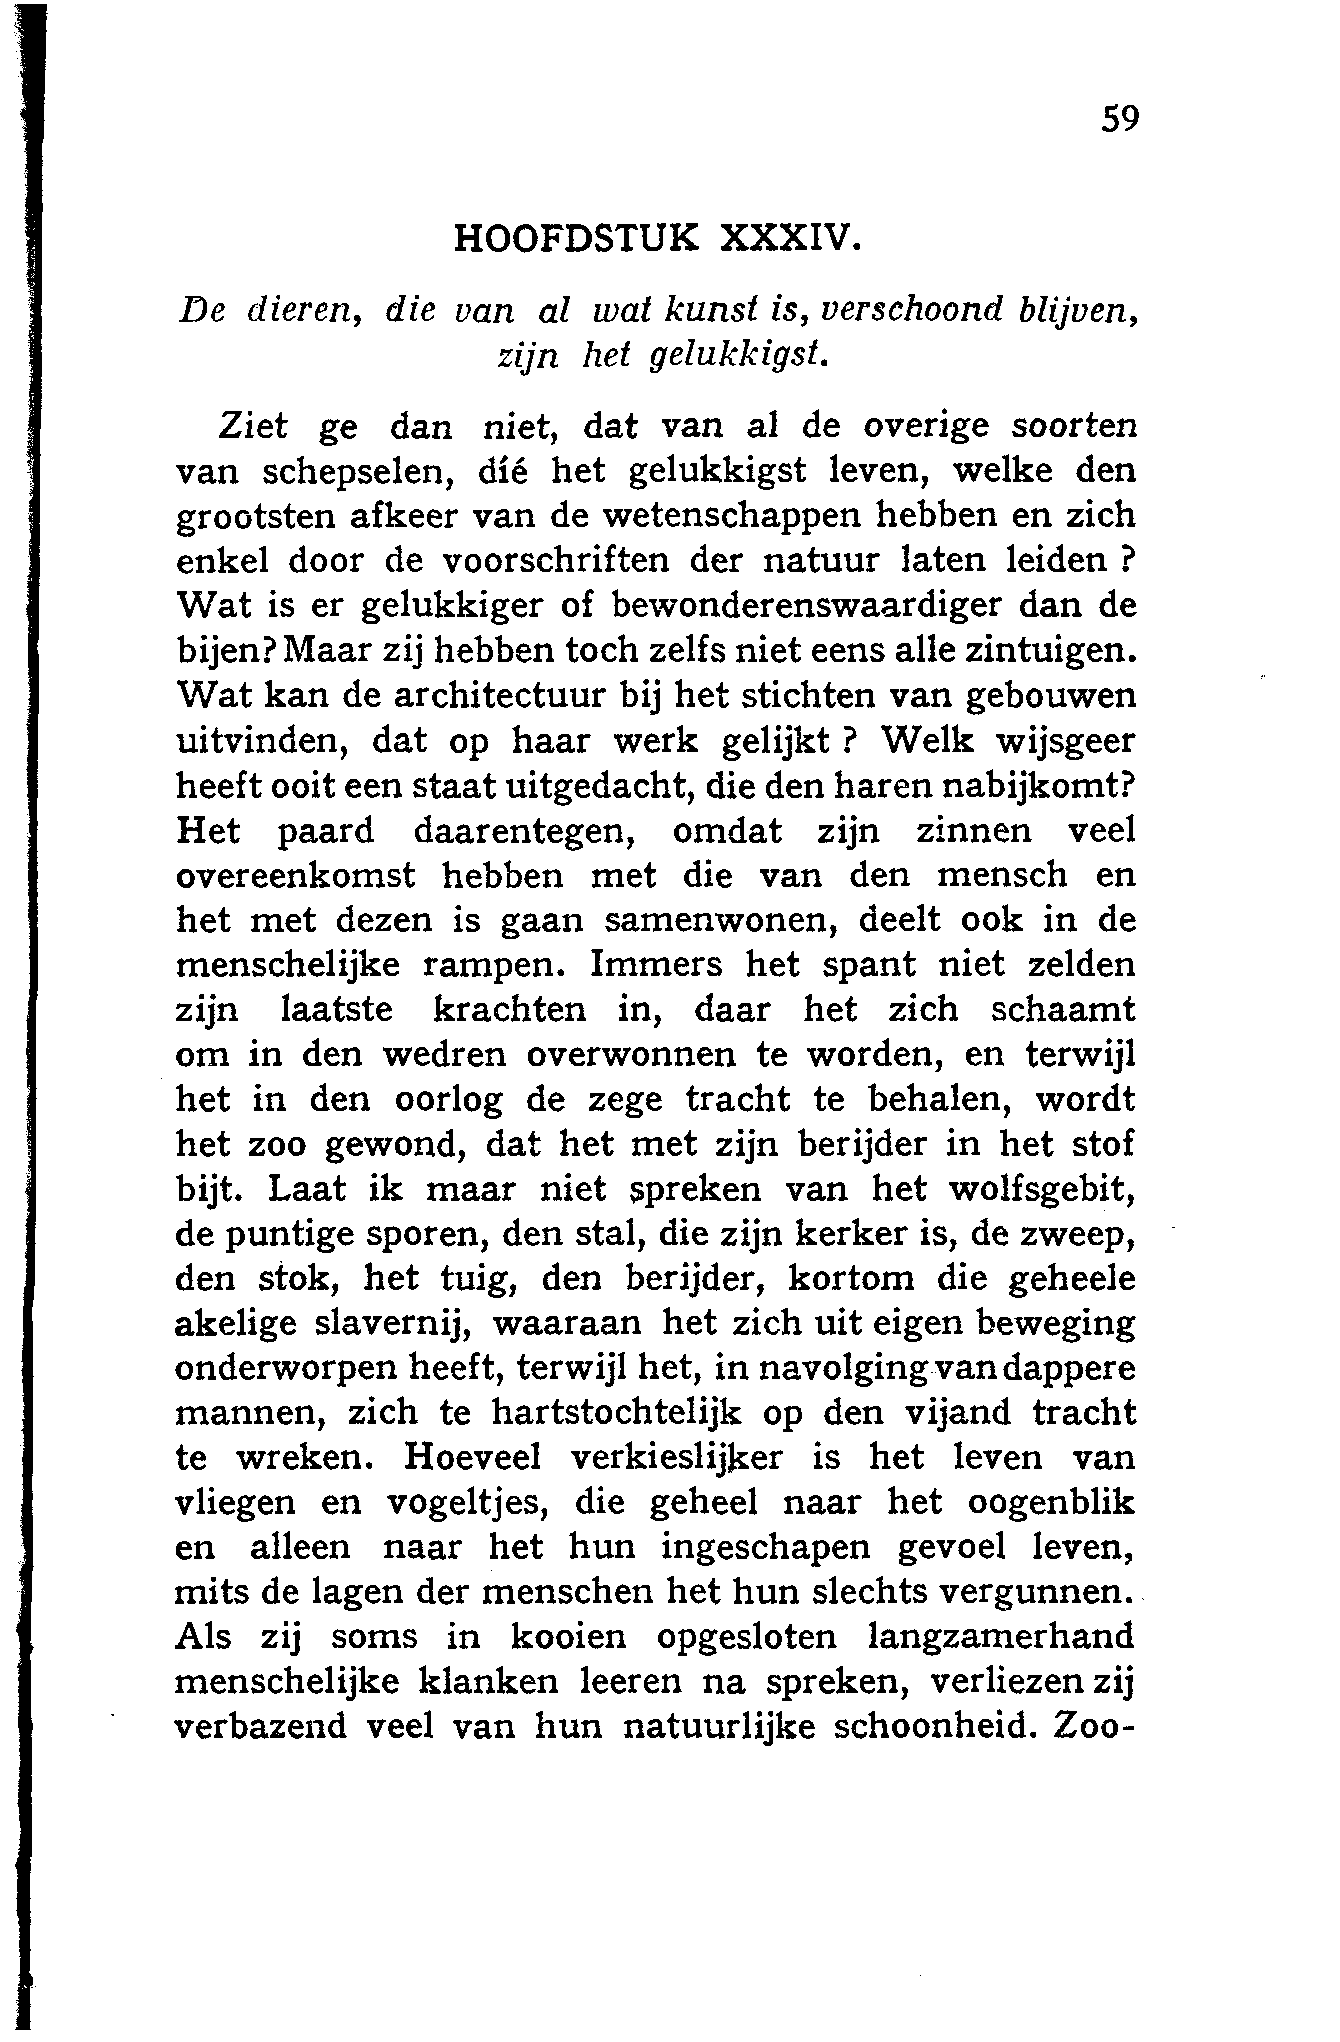 59
HOOFDSTUK XXXIV.
De dieren, die van al wat kunst is, verschoond blijven,
zijn het gelukkigst.
Ziet ge dan niet, dat van al de overige soorten
van schepselen, díé het gelukkigst leven, welke den
grootsten afkeer van de wetenschappen hebben en zich
enkel door de voorschriften der natuur laten leiden ?
Wat is er gelukkiger of bewonderenswaardiger dan de
bijen? Maar zij hebben toch zelfs niet eens alle zintuigen.
Wat kan de architectuur bij het stichten van gebouwen
uitvinden, dat op haar werk gelijkt ? Welk wijsgeer
heeft ooit een staat uitgedacht, die den haren nabijkomt?
Het paard daarentegen, omdat zijn zinnen veel
overeenkomst hebben met die van den mensch en
het met dezen is gaan samenwonen, deelt ook in de
menschelijke rampen. Immers het spant niet zelden
zijn laatste krachten in, daar het zich schaamt
om in den wedren overwonnen te worden, en terwijl
het in den oorlog de zege tracht te behalen, wordt
het zoo gewond, dat het met zijn berijder in het stof
bijt. Laat ik maar niet spreken van het wolfsgebit,
de puntige sporen, den stal, die zijn kerker is, de zweep,
den stok, het tuig, den berijder, kortom die geheele
akelige slavernij, waaraan het zich uit eigen beweging
onderworpen heeft, terwijl het, in navolging van dappere
mannen, zich te hartstochtelijk op den vijand tracht
te wreken. Hoeveel verkieslijker is het leven van
vliegen en vogeltjes, die geheel naar het oogenblik
en alleen naar het hun ingeschapen gevoel leven,
mits de lagen der menschen het hun slechts vergunnen.
Als zij soms in kooien opgesloten langzamerhand
menschelijke klanken leeren na spreken, verliezen zij
verbazend veel van hun natuurlijke schoonheid. Zoo-